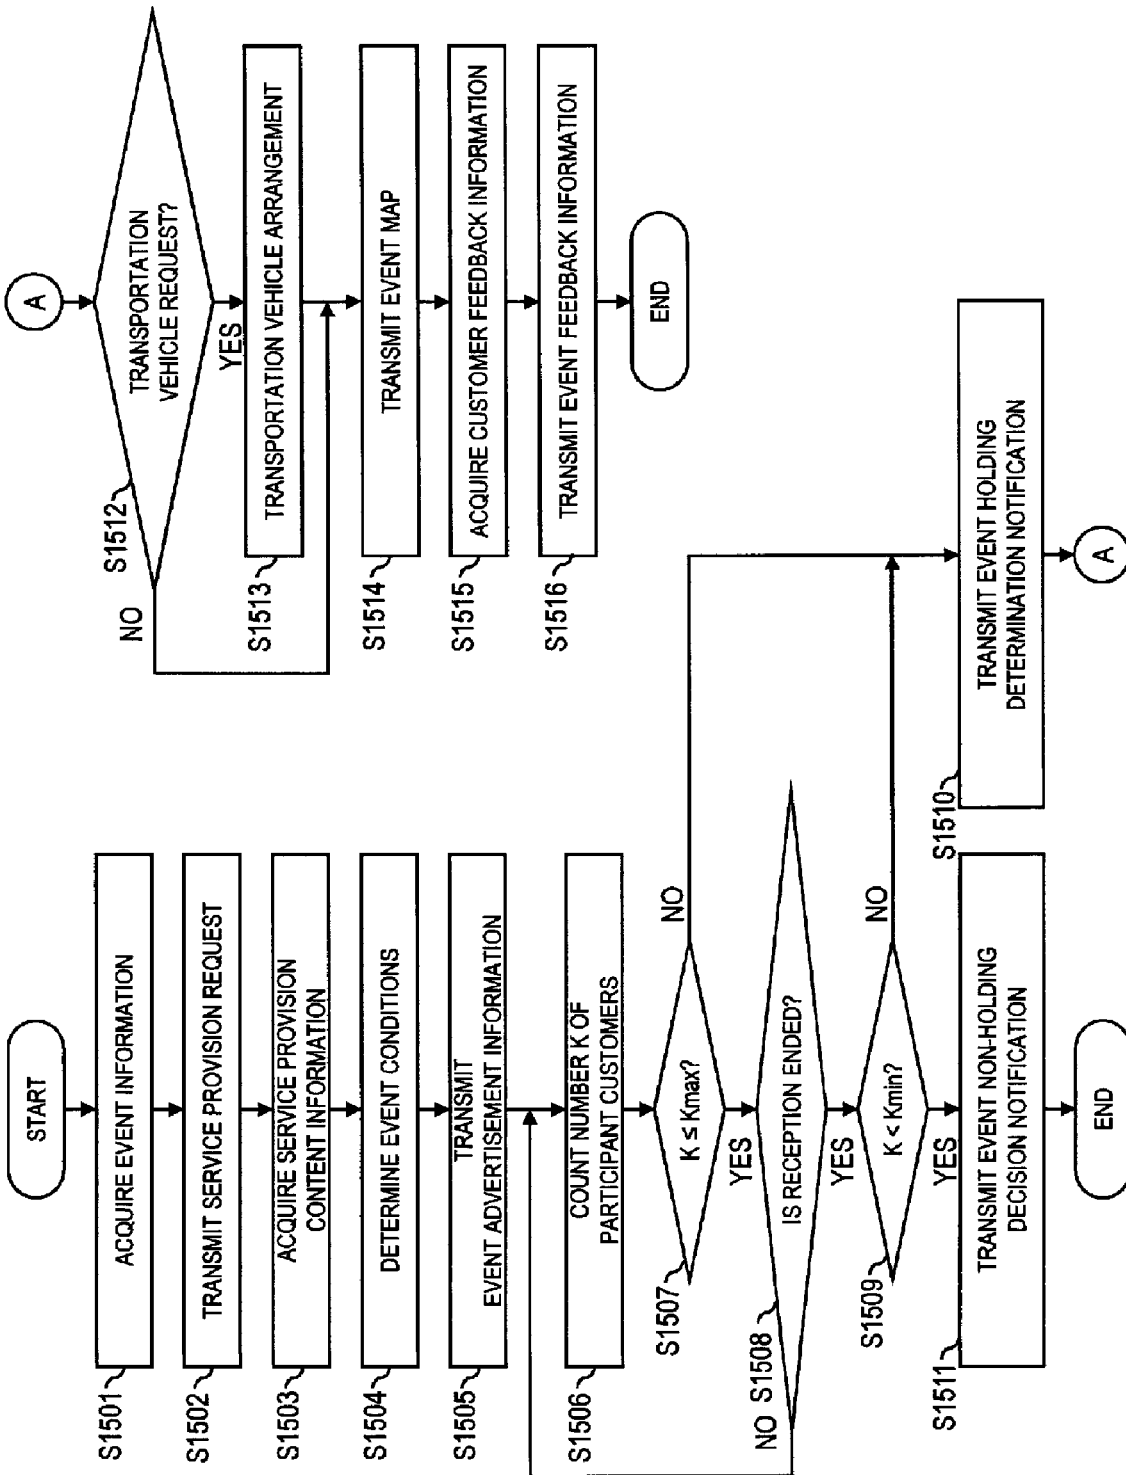 START
S1501
ACQUIRE EVENT INFORMATION
S1502
TRANSMIT SERVICE PROVISION REQUEST
S1503
ACQUIRE SERVICE PROVISION
CONTENT INFORMATION
S1504
DETERMINE EVENT CONDITIONS
S1505
TRANSMIT
EVENT ADVERTISEMENT INFORMATION
S1506
COUNT NUMBER K OF
PARTICIPANT CUSTOMERS
S1507
K ≤ Kmax?
NO
YES
NO
S1508
IS RECEPTION ENDED?
YES
S1509
K < Kmin?
NO
YES
S1511
TRANSMIT EVENT NON-HOLDING
DECISION NOTIFICATION
END
S1510
TRANSMIT EVENT HOLDING
DETERMINATION NOTIFICATION
A
A
S1512
TRANSPORTATION
VEHICLE REQUEST?
NO
YES
S1513
TRANSPORTATION VEHICLE ARRANGEMENT
S1514
TRANSMIT EVENT MAP
S1515
ACQUIRE CUSTOMER FEEDBACK INFORMATION
S1516
TRANSMIT EVENT FEEDBACK INFORMATION
END